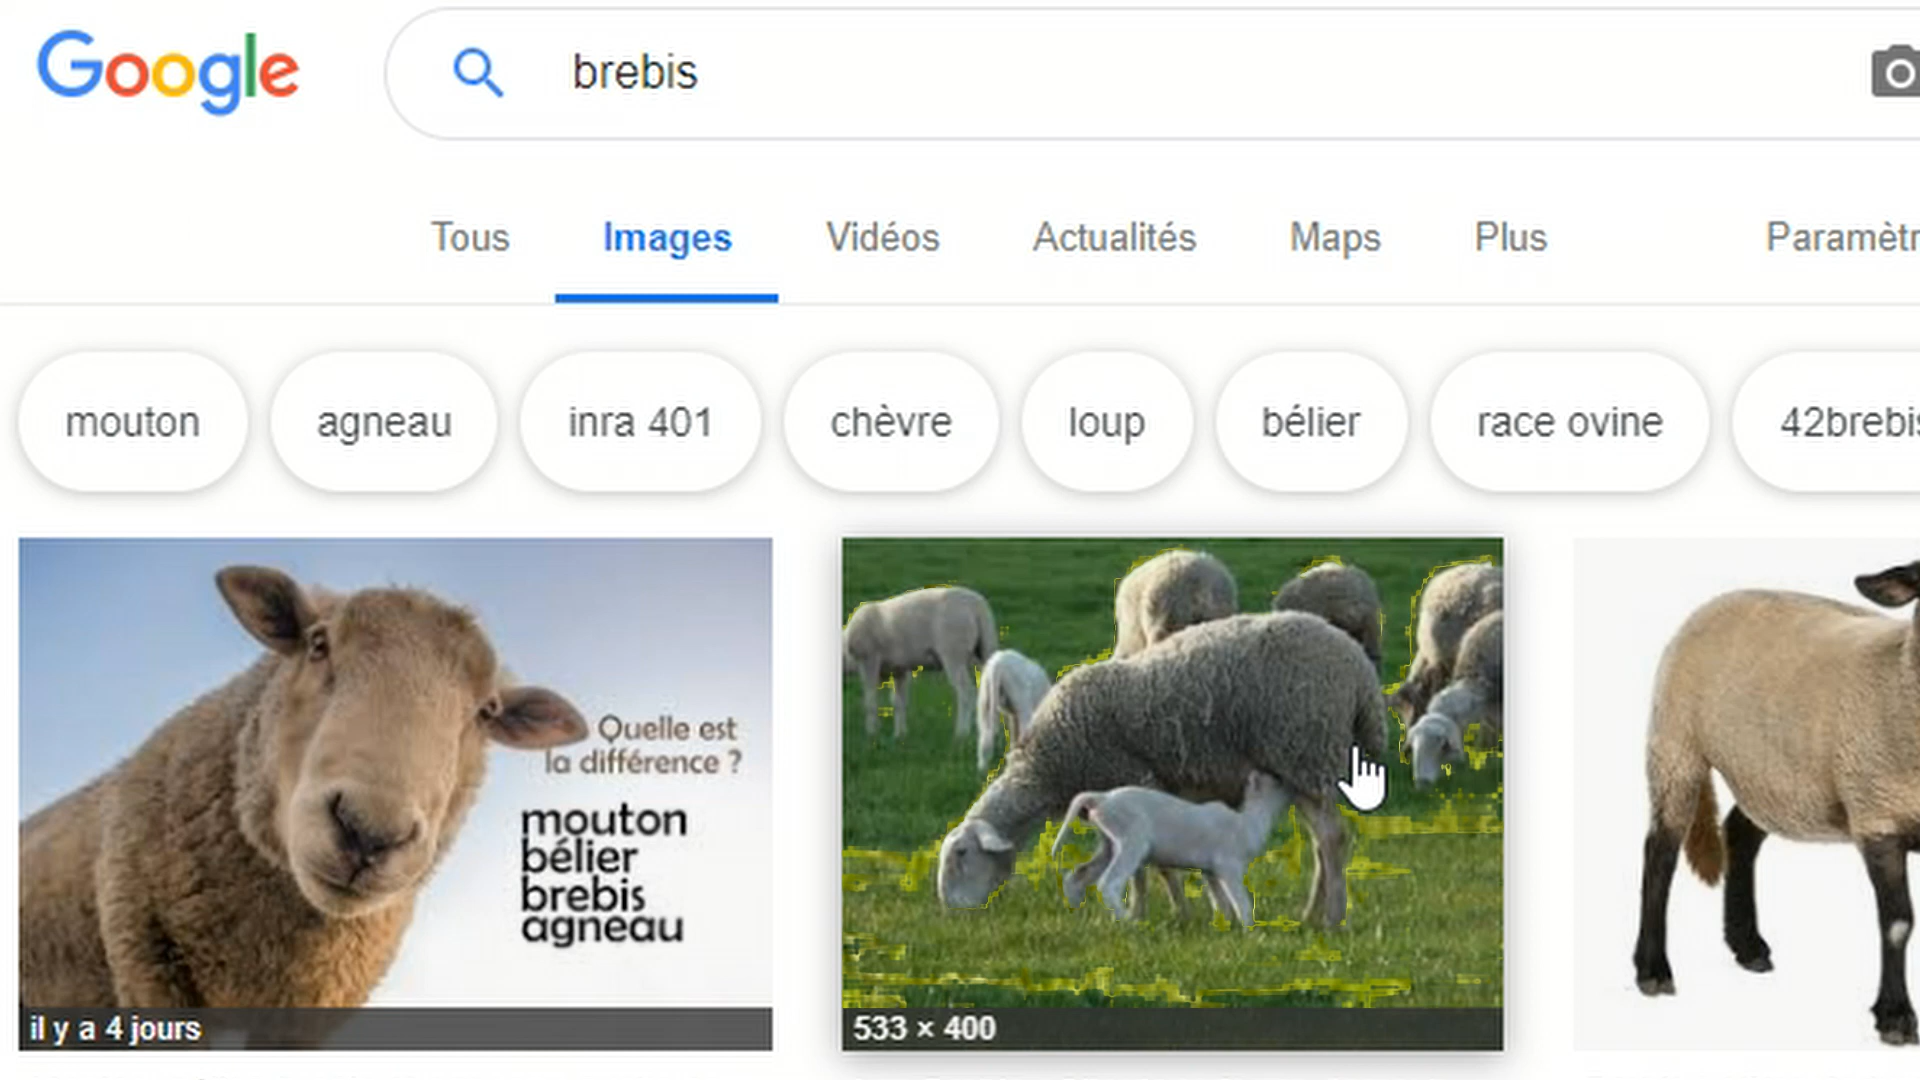 Google
brebis
Tous Images Vidéos Actualités Maps Plus Paramètr
mouton agneau inra 401 chèvre loup bélier race ovine 42brebis
Quelle est
la différence ?
mouton
bélier
brebis
agneau
il y a 4 jours
533 × 400